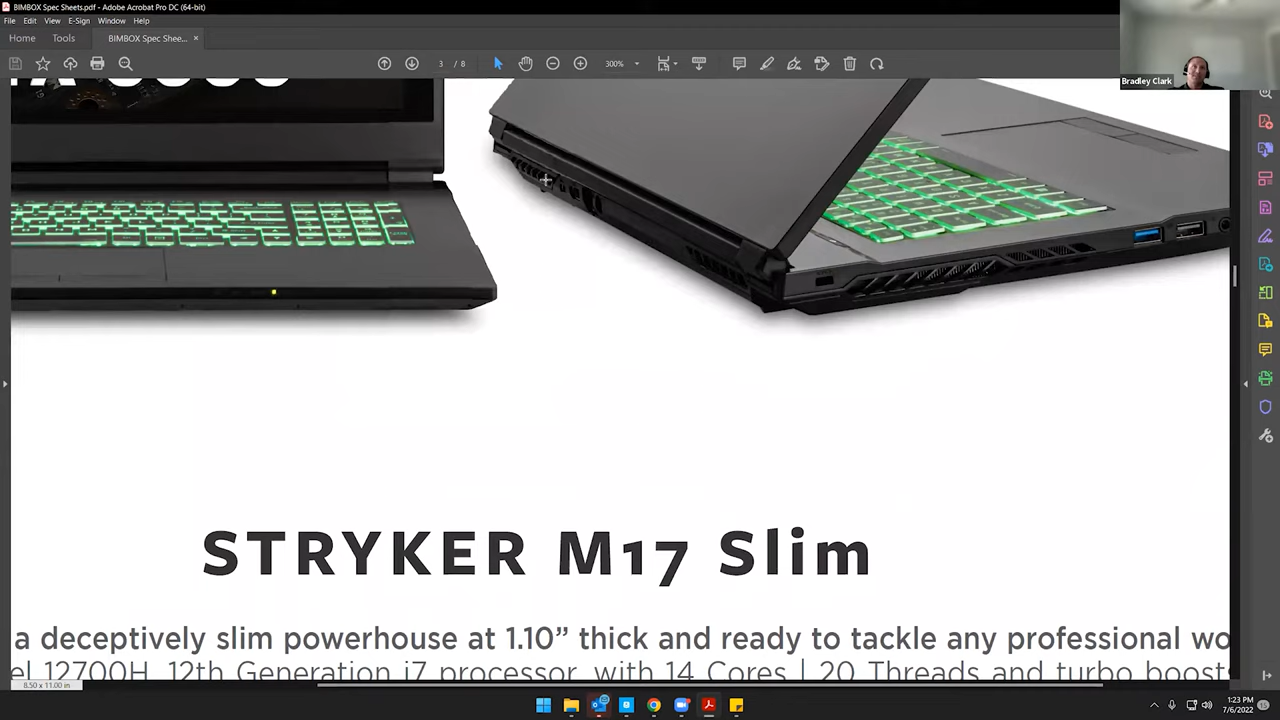 BIMBOX Spec Sheets.pdf - Adobe Acrobat Pro DC (64-bit)
File Edit View E-Sign Window Help
Home Tools BIMBOX Spec Shee... ×
3 / 8 300%
Bradley Clark
STRYKER M17 Slim
a deceptively slim powerhouse at 1.10” thick and ready to tackle any professional wo
el 12700H, 12th Generation i7 processor, with 14 Cores | 20 Threads and turbo boosts
8.50 x 11.00 in
1:23 PM
7/6/2022